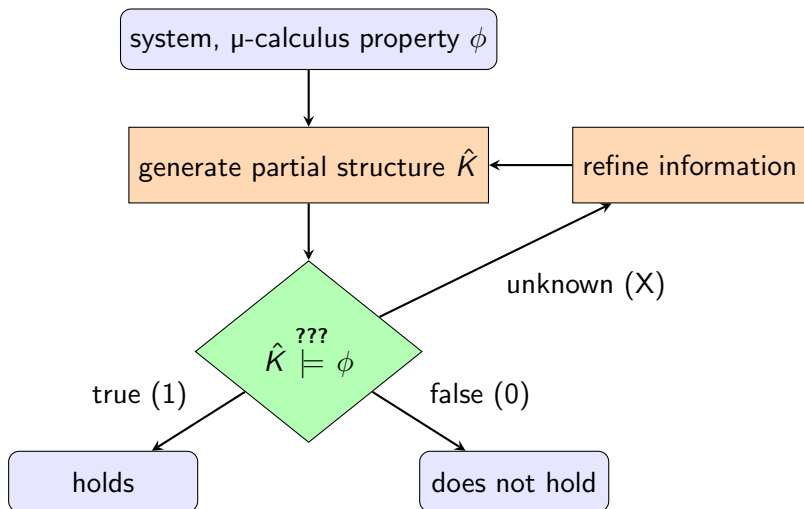 system, μ-calculus property ϕ
generate partial structure K̂
refine information
unknown (X)
???
K̂ ⊨ ϕ
true (1)
false (0)
holds
does not hold